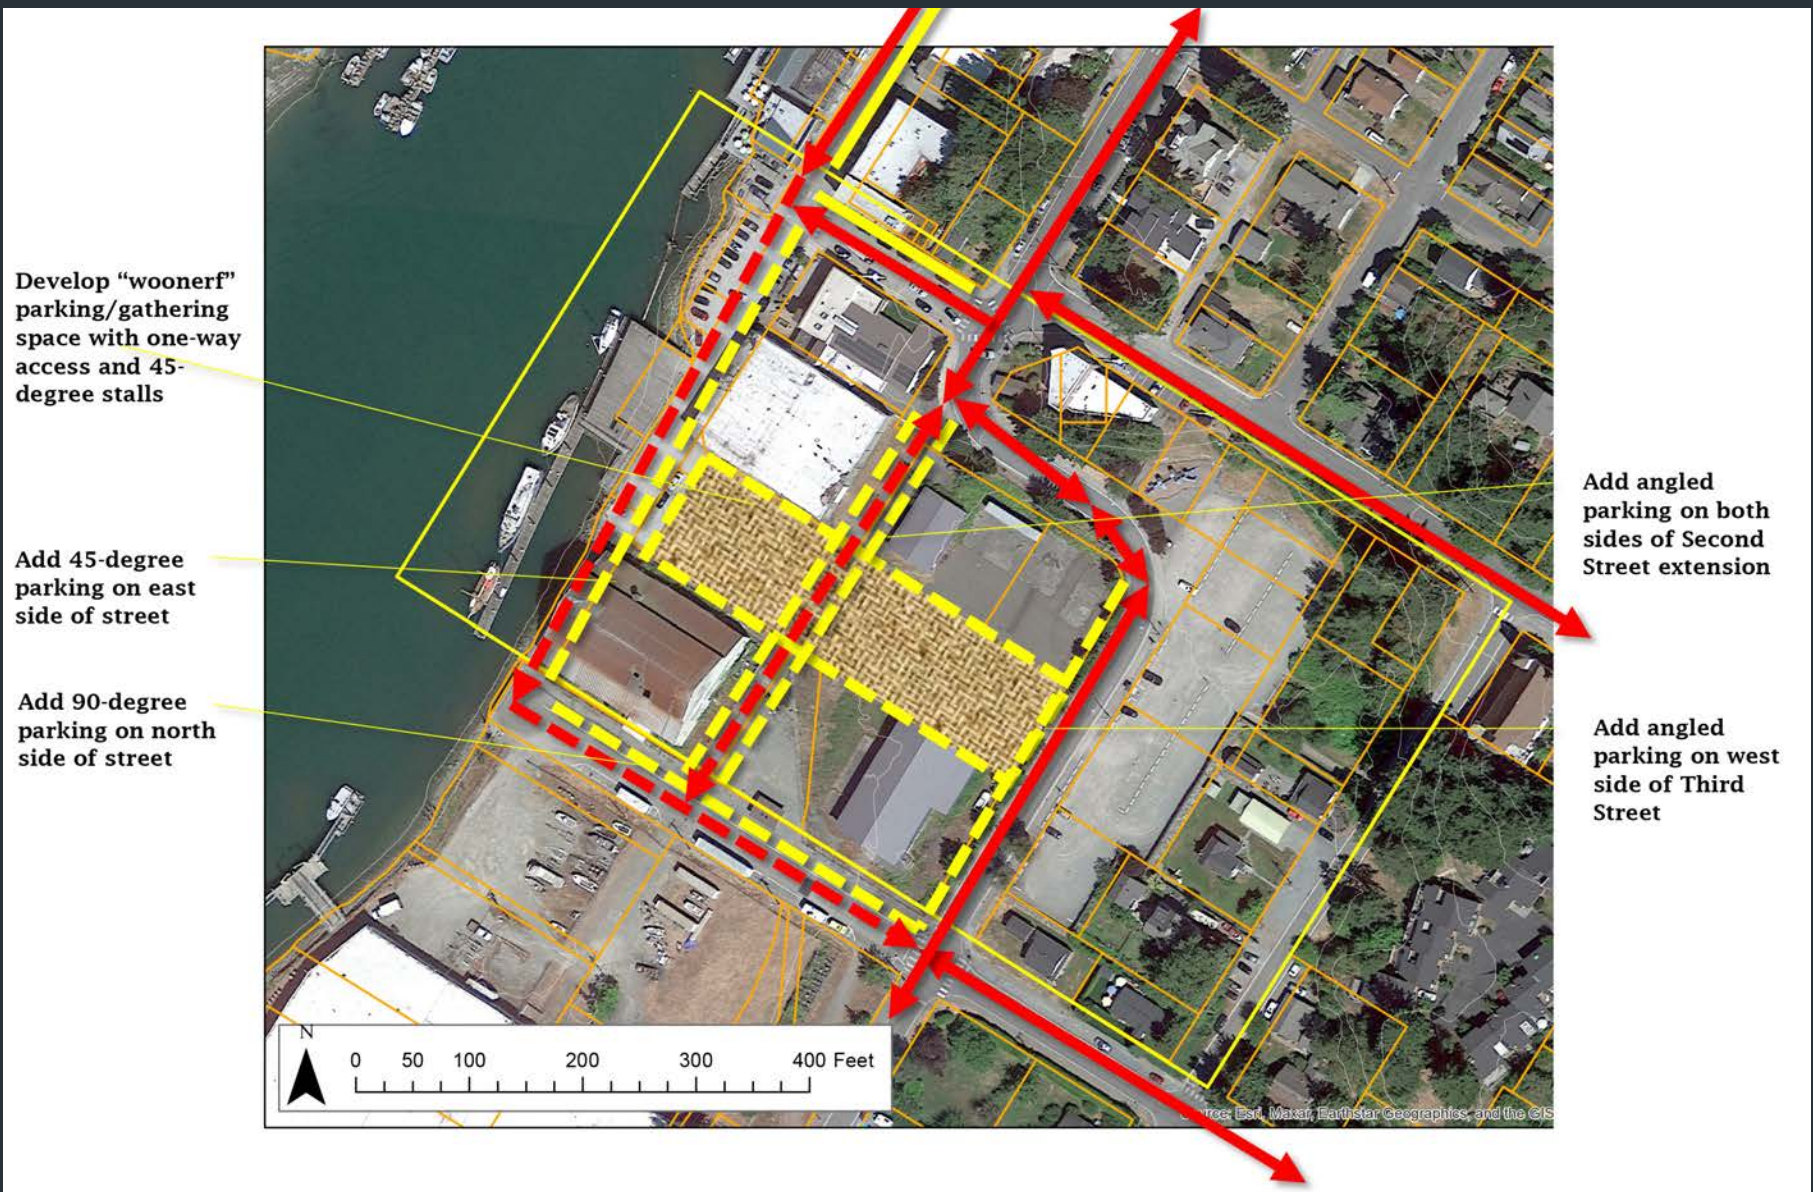 Develop “woonerf”
parking/gathering
space with one-way
access and 45-
degree stalls
Add 45-degree
parking on east
side of street
Add 90-degree
parking on north
side of street
Add angled
parking on both
sides of Second
Street extension
Add angled
parking on west
side of Third
Street
N
0 50 100 200 300 400 Feet
Source: Esri, Maxar, Earthstar Geographics, and the GIS